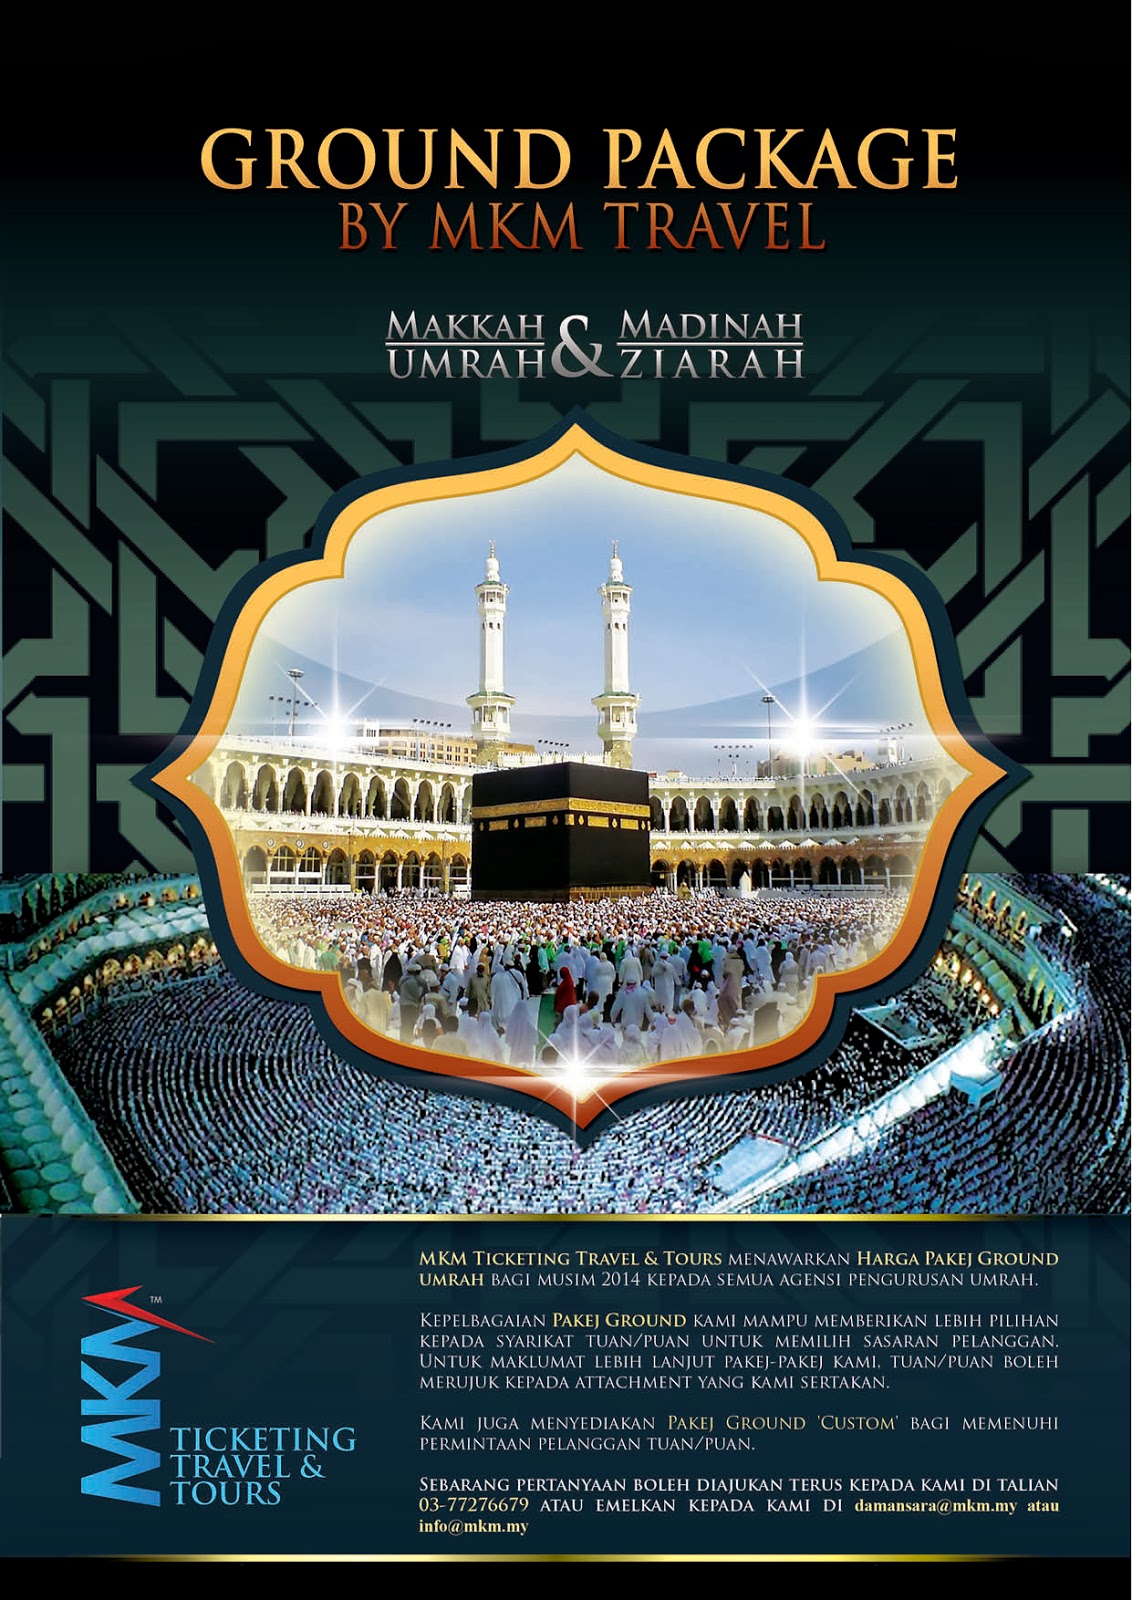 GROUND PACKAGE
BY MKM TRAVEL
MAKKAH & MADINAH
UMRAH ZIARAH
MKM TICKETING TRAVEL & TOURS MENAWARKAN HARGA PAKEJ GROUND
UMRAH BAGI MUSIM 2014 KEPADA SEMUA AGENSI PENGURUSAN UMRAH.
KEPELBAGAIAN PAKEJ GROUND KAMI MAMPU MEMBERIKAN LEBIH PILIHAN
KEPADA SYARIKAT TUAN/PUAN UNTUK MEMILIH SASARAN PELANGGAN.
UNTUK MAKLUMAT LEBIH LANJUT PAKEJ-PAKEJ KAMI, TUAN/PUAN BOLEH
MERUJUK KEPADA ATTACHMENT YANG KAMI SERTAKAN.
KAMI JUGA MENYEDIAKAN PAKEJ GROUND 'CUSTOM' BAGI MEMENUHI
PERMINTAAN PELANGGAN TUAN/PUAN.
SEBARANG PERTANYAAN BOLEH DIAJUKAN TERUS KEPADA KAMI DI TALIAN
03-77276679 ATAU EMELKAN KEPADA KAMI DI damansara@mkm.my atau
info@mkm.my
MKM TM
TICKETING
TRAVEL &
TOURS